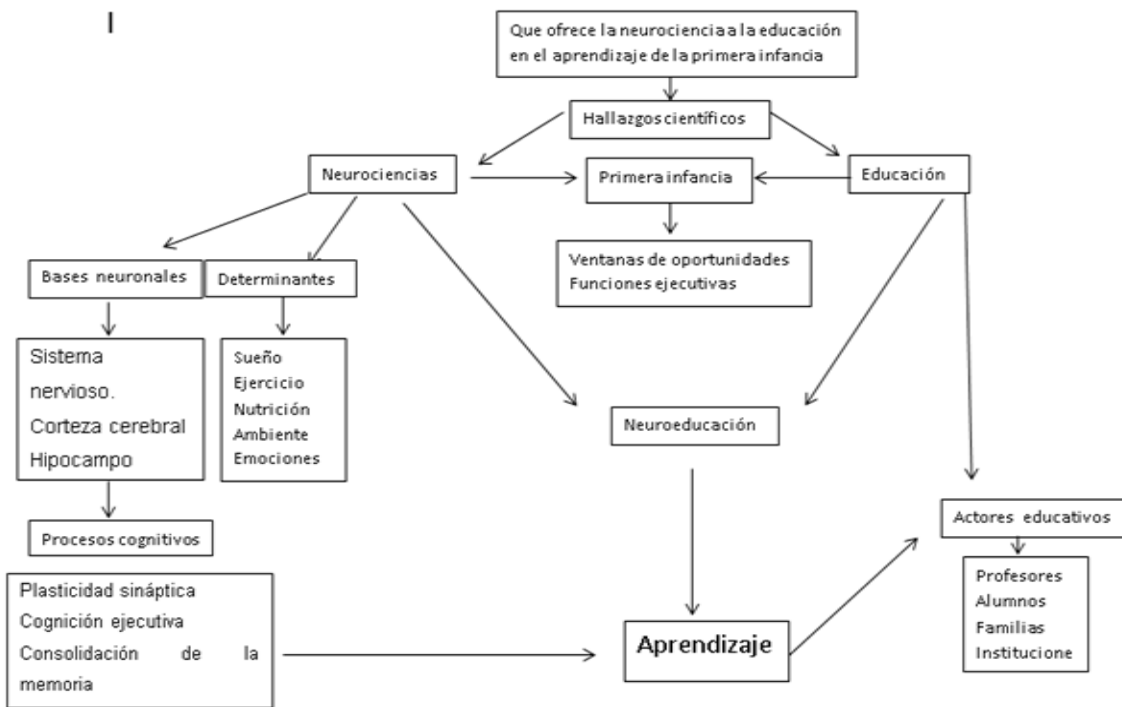 I
Que ofrece la neurociencia a la educación
en el aprendizaje de la primera infancia
Hallazgos científicos
Neurociencias
Primera infancia
Educación
Ventanas de oportunidades
Funciones ejecutivas
Bases neuronales
Determinantes
Sistema
nervioso.
Corteza cerebral
Hipocampo
Sueño
Ejercicio
Nutrición
Ambiente
Emociones
Neuroeducación
Procesos cognitivos
Actores educativos
Plasticidad sináptica
Cognición ejecutiva
Consolidación de la
memoria
Aprendizaje
Profesores
Alumnos
Familias
Institucione